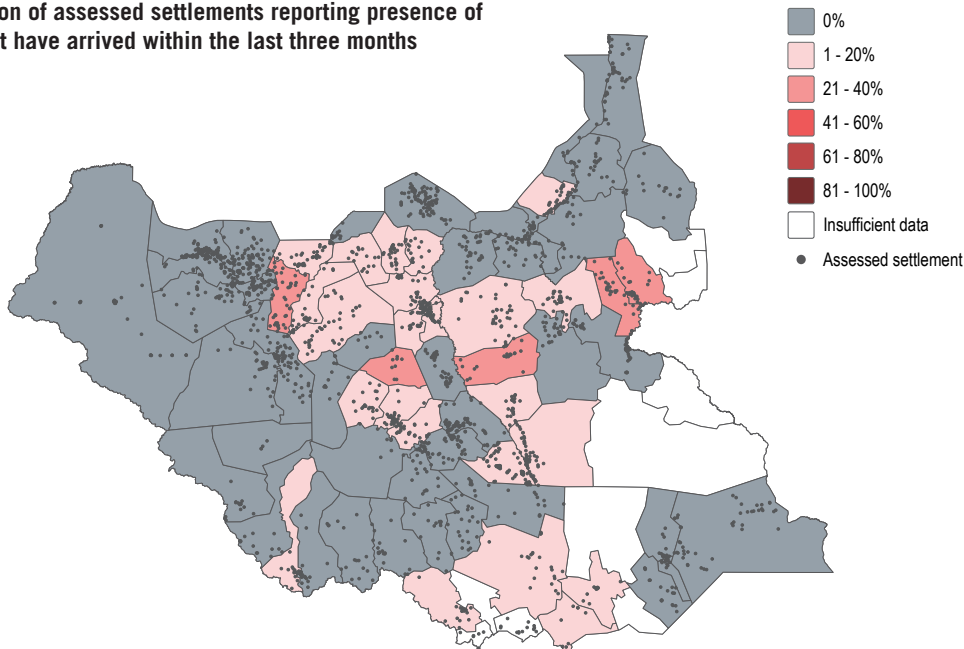 of assessed settlements reporting presence of
have arrived within the last three months
0%
1 - 20%
21 - 40%
41 - 60%
61 - 80%
81 - 100%
Insufficient data
Assessed settlement